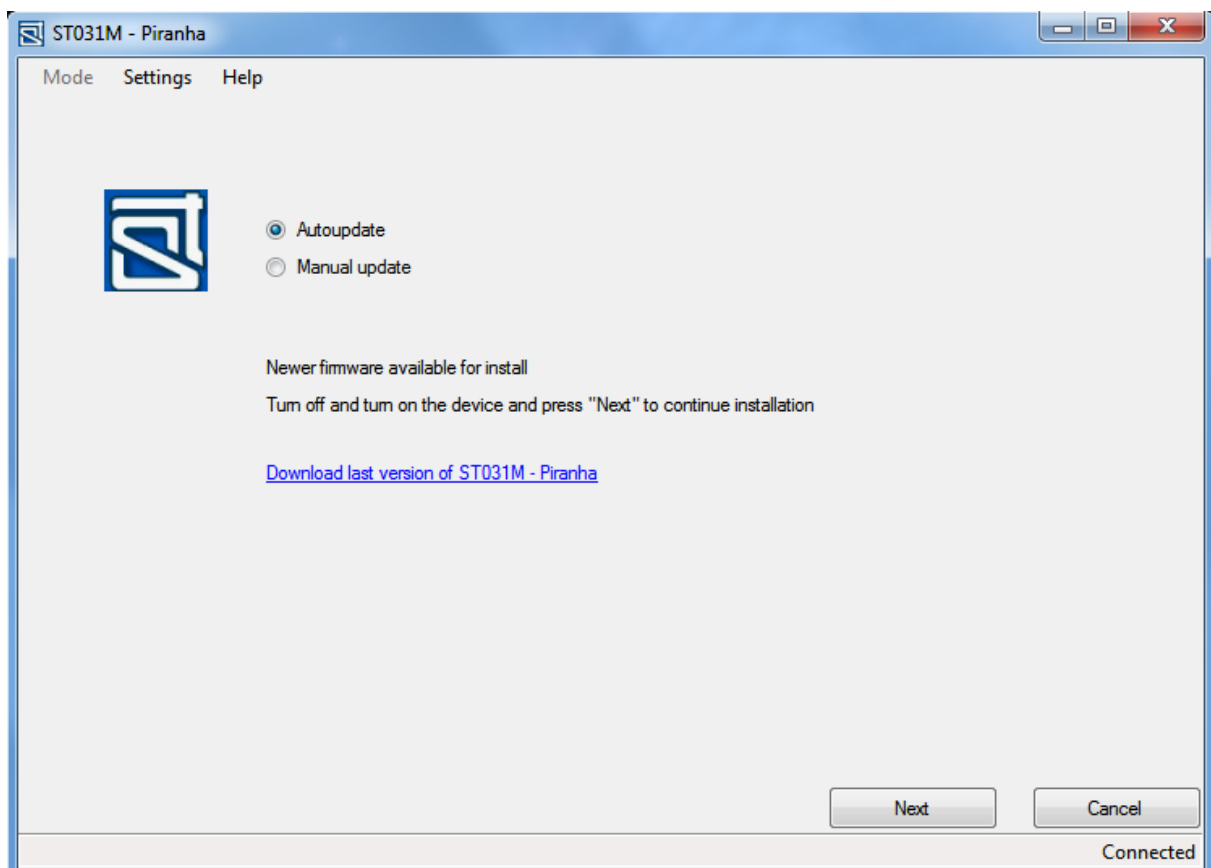 ST031M - Piranha
Mode Settings Help
Autoupdate
Manual update
Newer firmware available for install
Turn off and turn on the device and press "Next" to continue installation
Download last version of ST031M - Piranha
Next Cancel
Connected